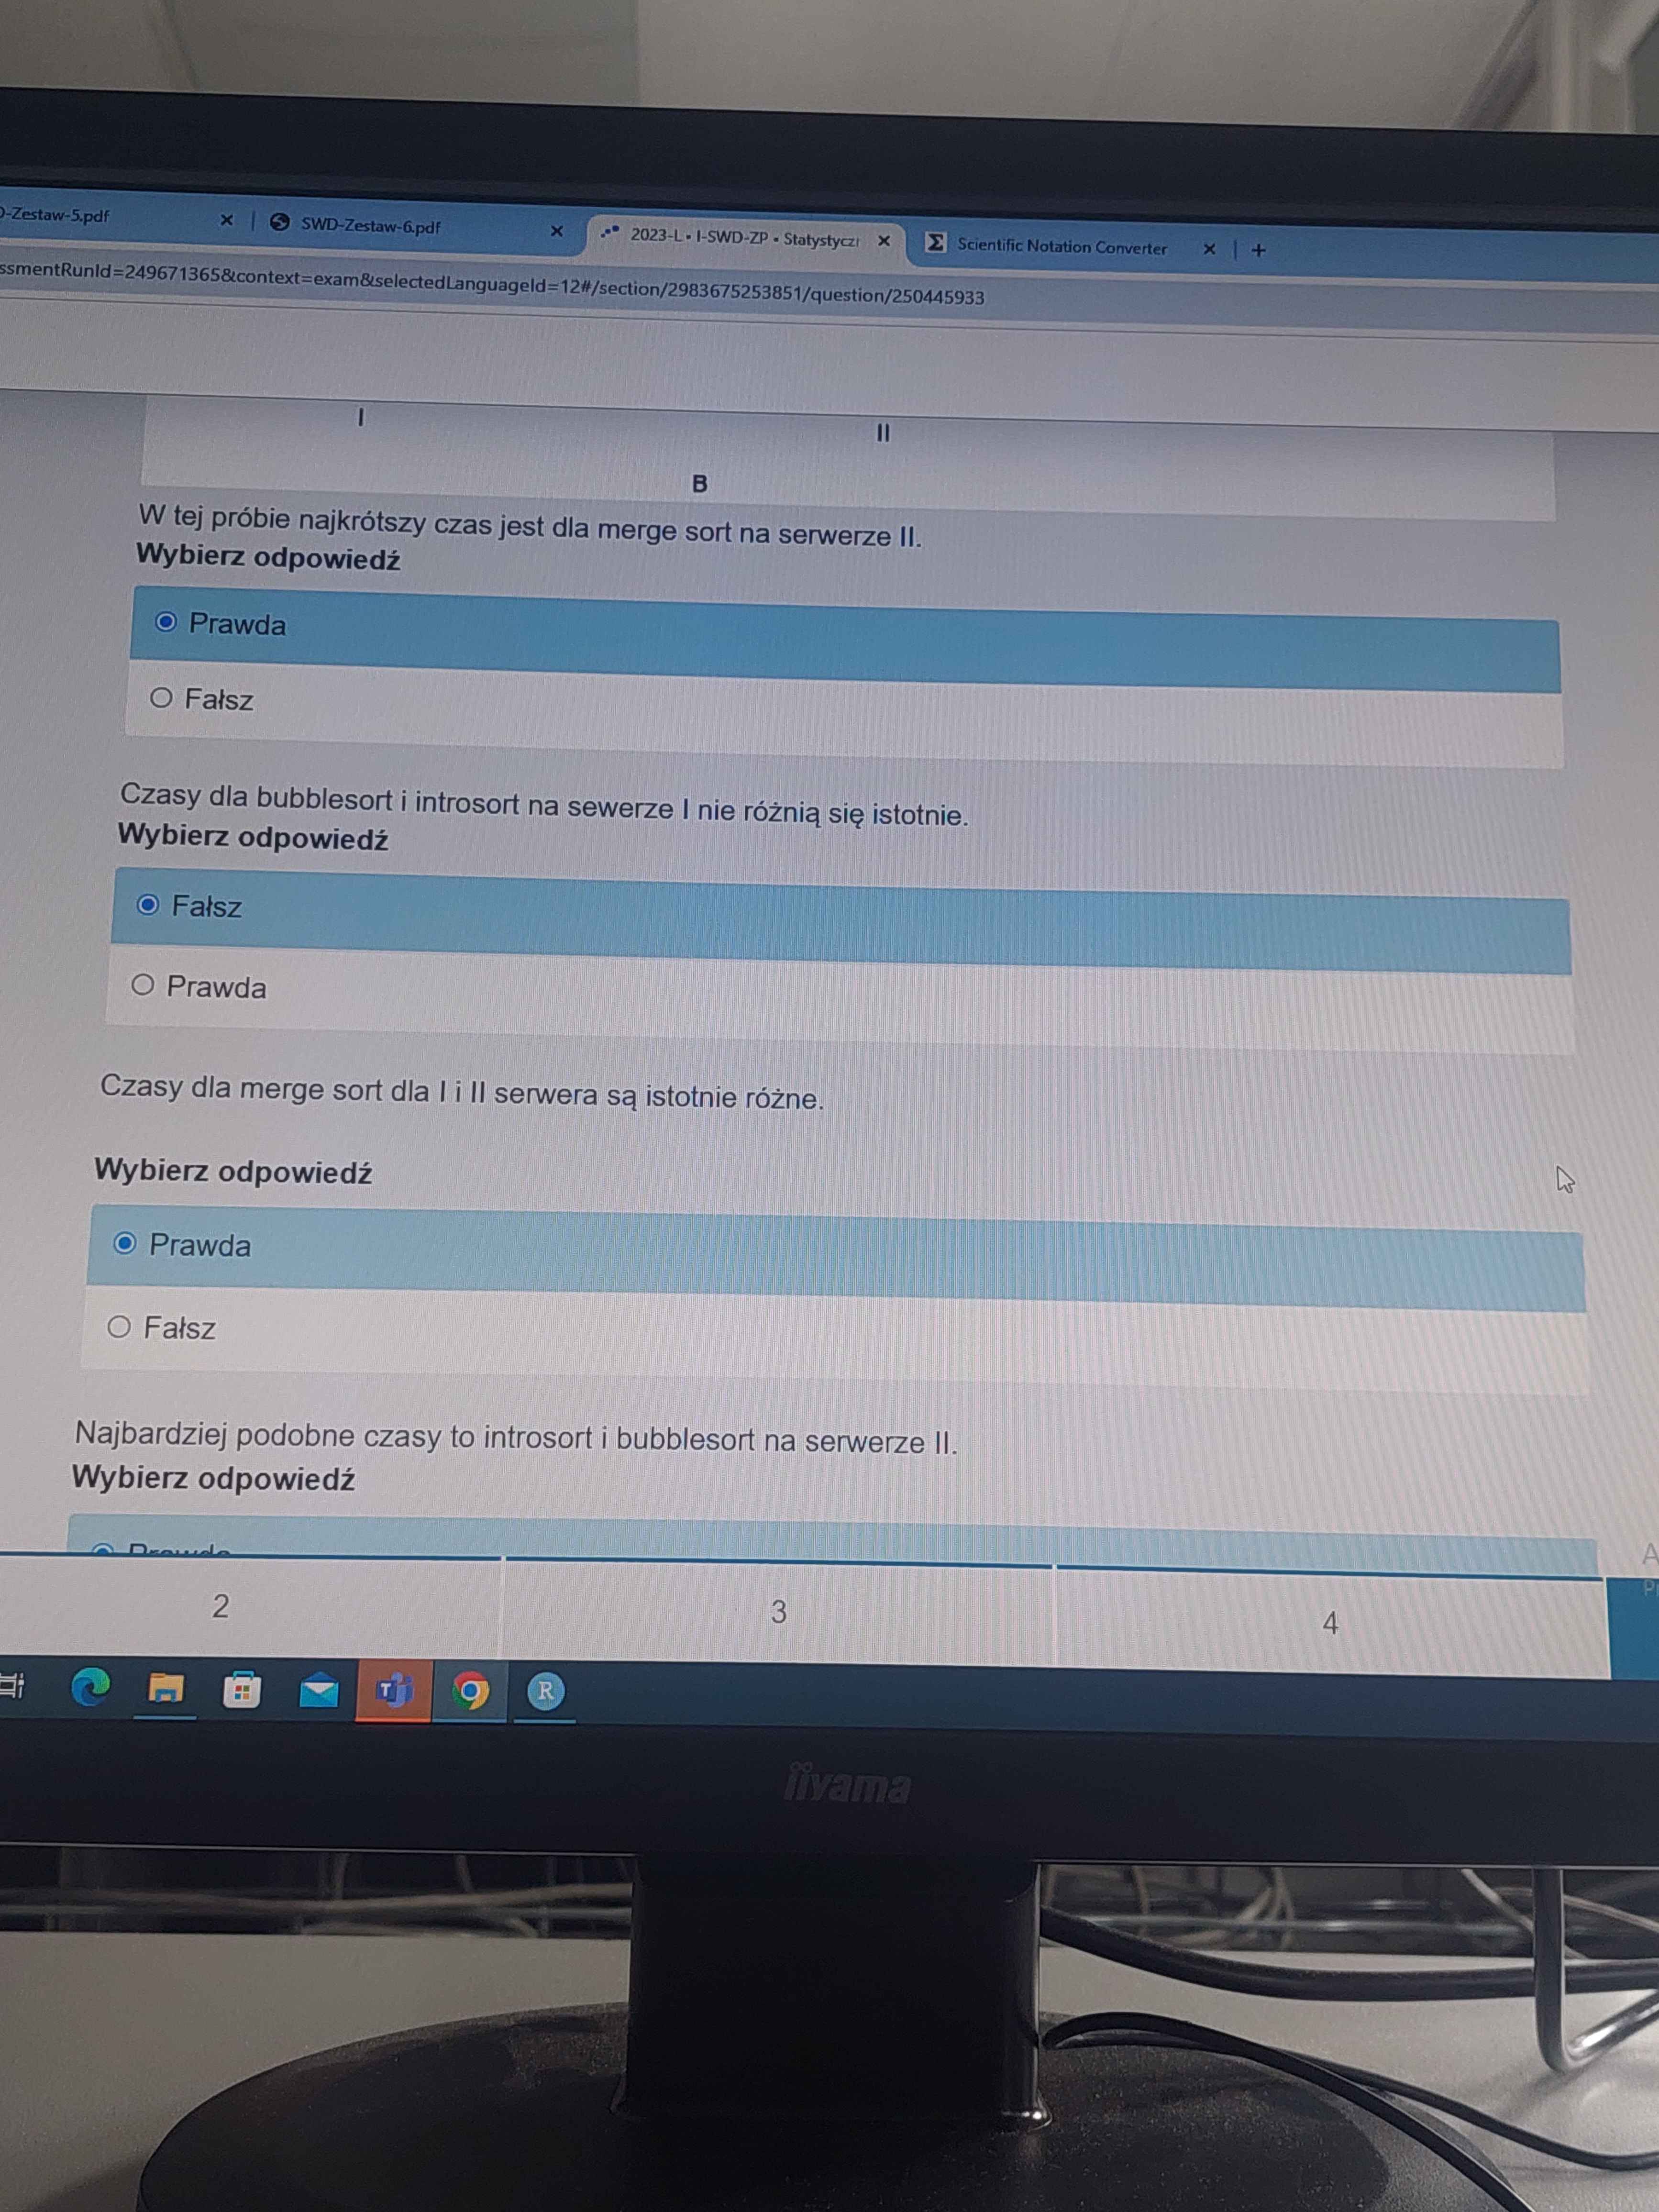 D-Zestaw-5.pdf
SWD-Zestaw-6.pdf
2023-L • I-SWD-ZP • Statystyczı
Scientific Notation Converter
ssmentRunId=249671365&context=exam&selectedLanguageId=12#/section/2983675253851/question/250445933
I
II
B
W tej próbie najkrótszy czas jest dla merge sort na serwerze II.
Wybierz odpowiedź
Prawda
Fałsz
Czasy dla bubblesort i introsort na sewerze I nie różnią się istotnie.
Wybierz odpowiedź
Fałsz
Prawda
Czasy dla merge sort dla I i II serwera są istotnie różne.
Wybierz odpowiedź
Prawda
Fałsz
Najbardziej podobne czasy to introsort i bubblesort na serwerze II.
Wybierz odpowiedź
Prawda
2
3
4
iiyama